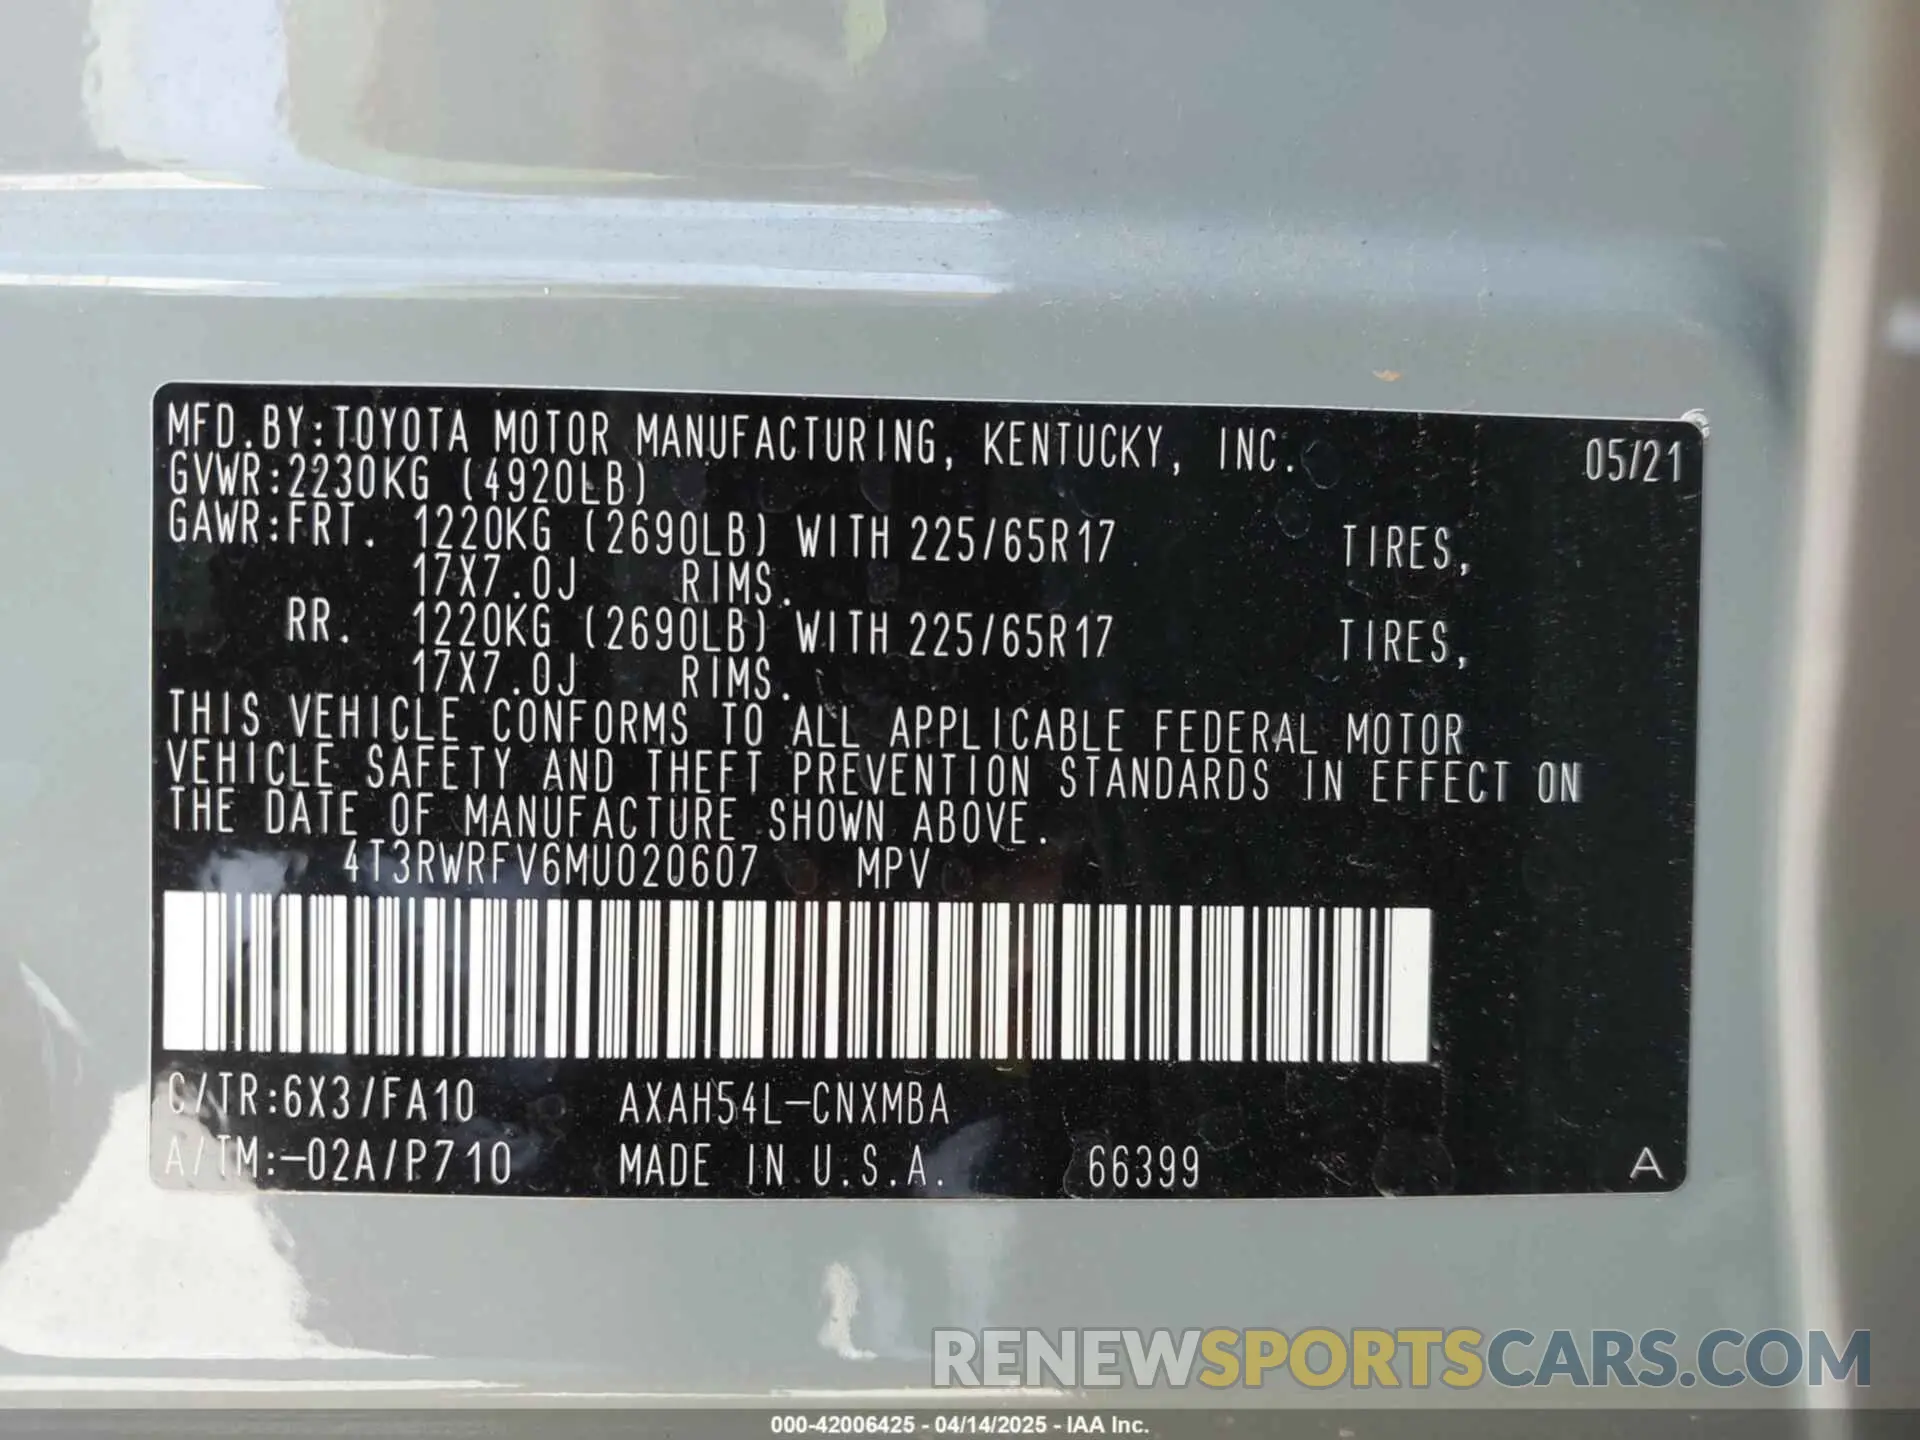 MFD.BY:TOYOTA MOTOR MANUFACTURING, KENTUCKY, INC. 05/21
GVWR:2230KG (4920LB)
GAWR:FRT. 1220KG (2690LB) WITH 225/65R17 TIRES,
17X7.0J RIMS.
RR. 1220KG (2690LB) WITH 225/65R17 TIRES,
17X7.0J RIMS.
THIS VEHICLE CONFORMS TO ALL APPLICABLE FEDERAL MOTOR
VEHICLE SAFETY AND THEFT PREVENTION STANDARDS IN EFFECT ON
THE DATE OF MANUFACTURE SHOWN ABOVE.
4T3RWRFV6MU020607 MPV
C/TR:6X3/FA10 AXAH54L-CNXMBA
A/TM:-02A/P710 MADE IN U.S.A. 66399 A
RENEWSPORTSCARS.COM
000-42006425 - 04/14/2025 - IAA Inc.